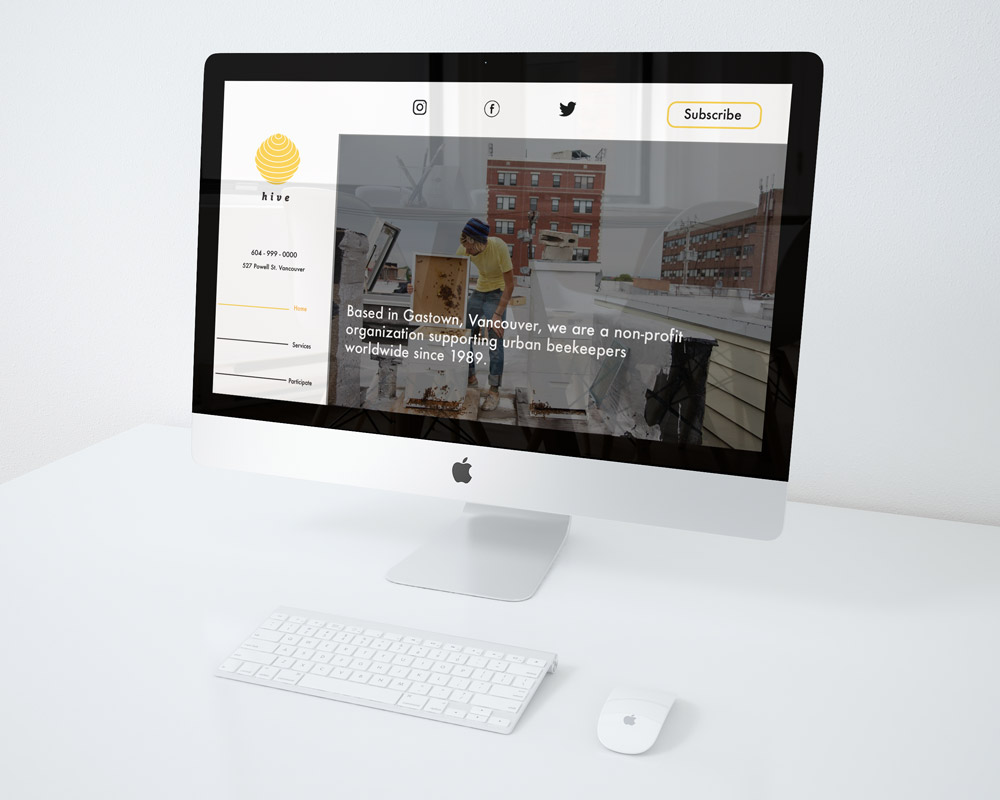 Subscribe
hive
604 - 999 - 0000
527 Powell St. Vancouver
Home
Services
Participate
Based in Gastown, Vancouver, we are a non-profit
organization supporting urban beekeepers
worldwide since 1989.